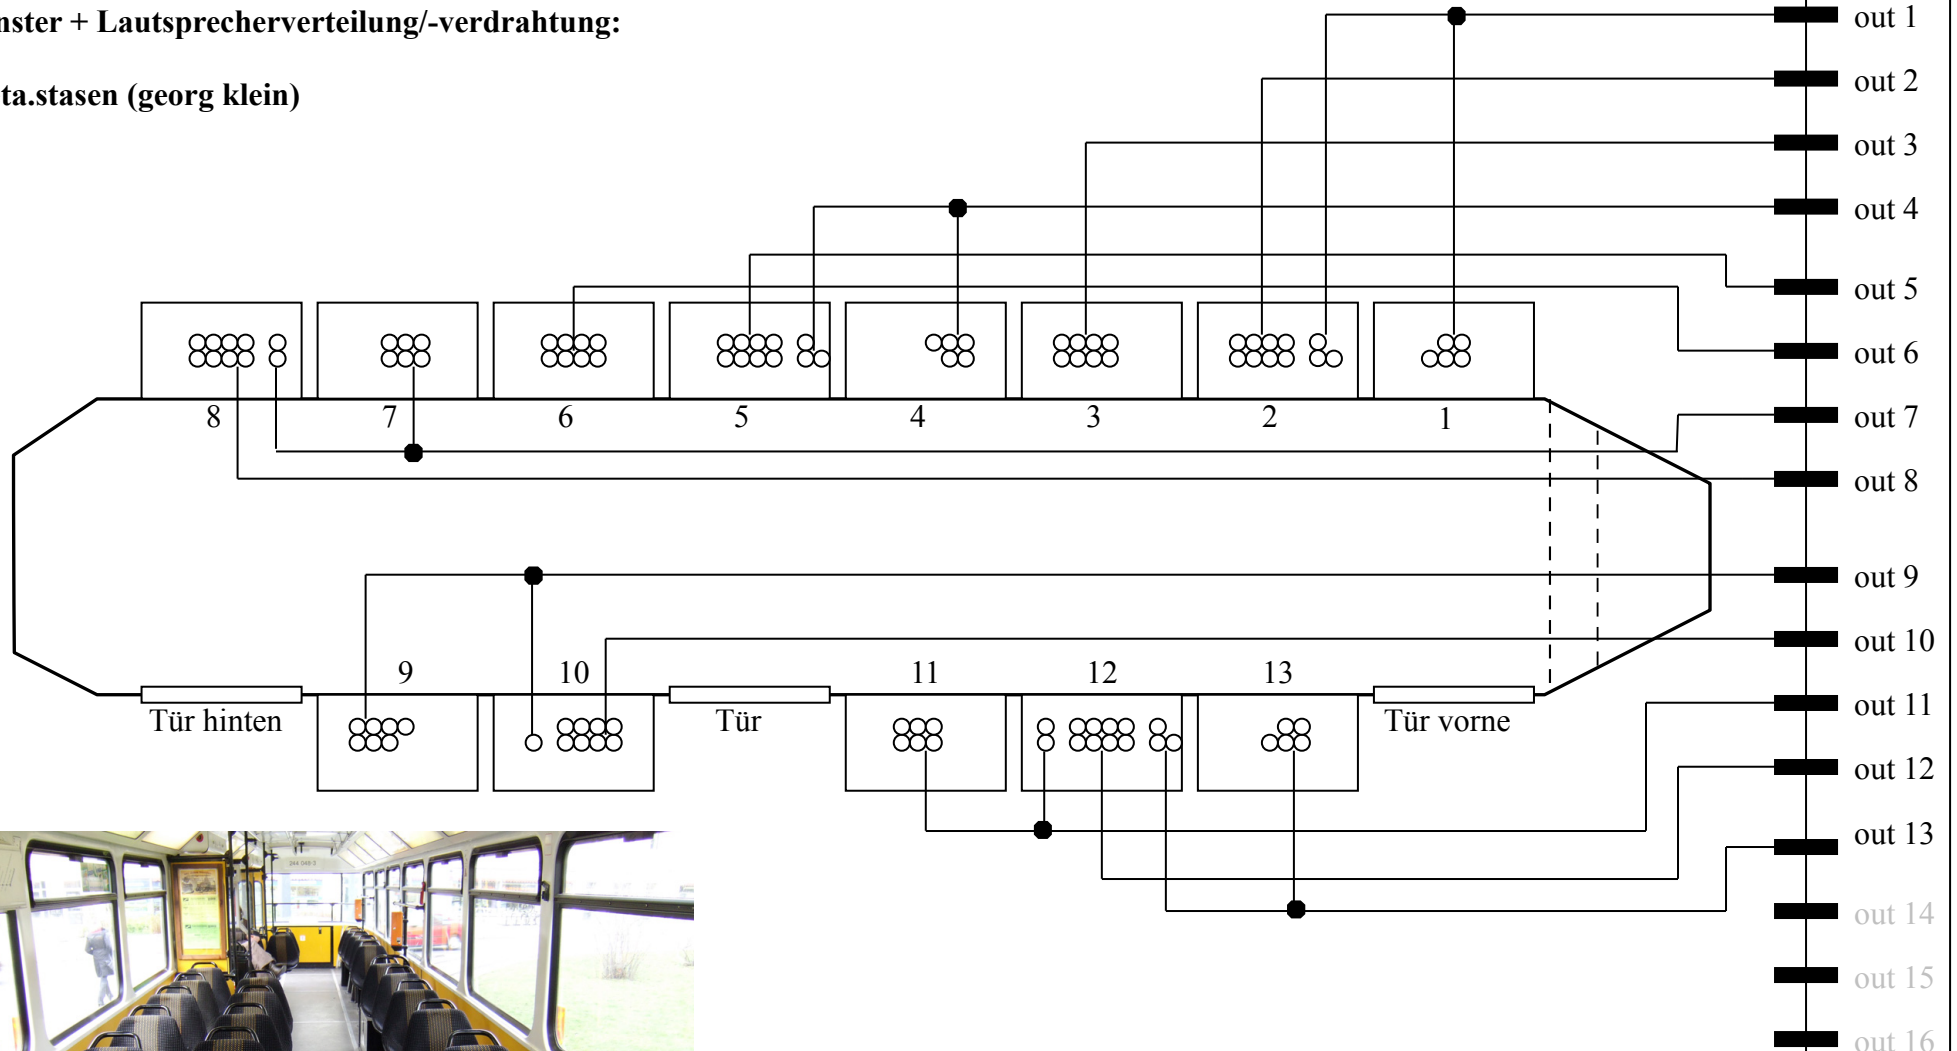 nster + Lautsprecherverteilung/-verdrahtung:
ta.stasen (georg klein)
out 1
out 2
out 3
out 4
out 5
out 6
out 7
out 8
out 9
out 10
out 11
out 12
out 13
out 14
out 15
out 16
8 7 6 5 4 3 2 1
9 10 11 12 13
Tür hinten Tür Tür vorne